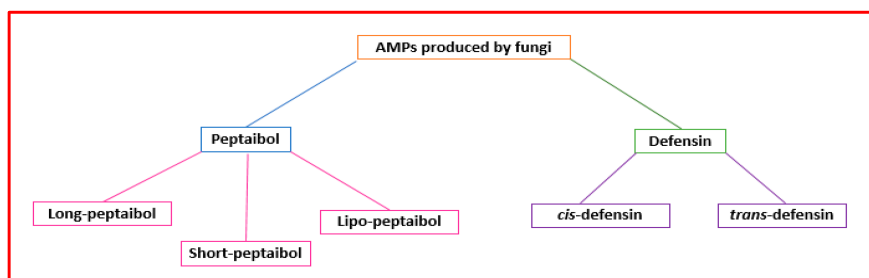 AMPs produced by fungi
Peptaibol
Defensin
Long-peptaibol
Short-peptaibol
Lipo-peptaibol
cis-defensin
trans-defensin